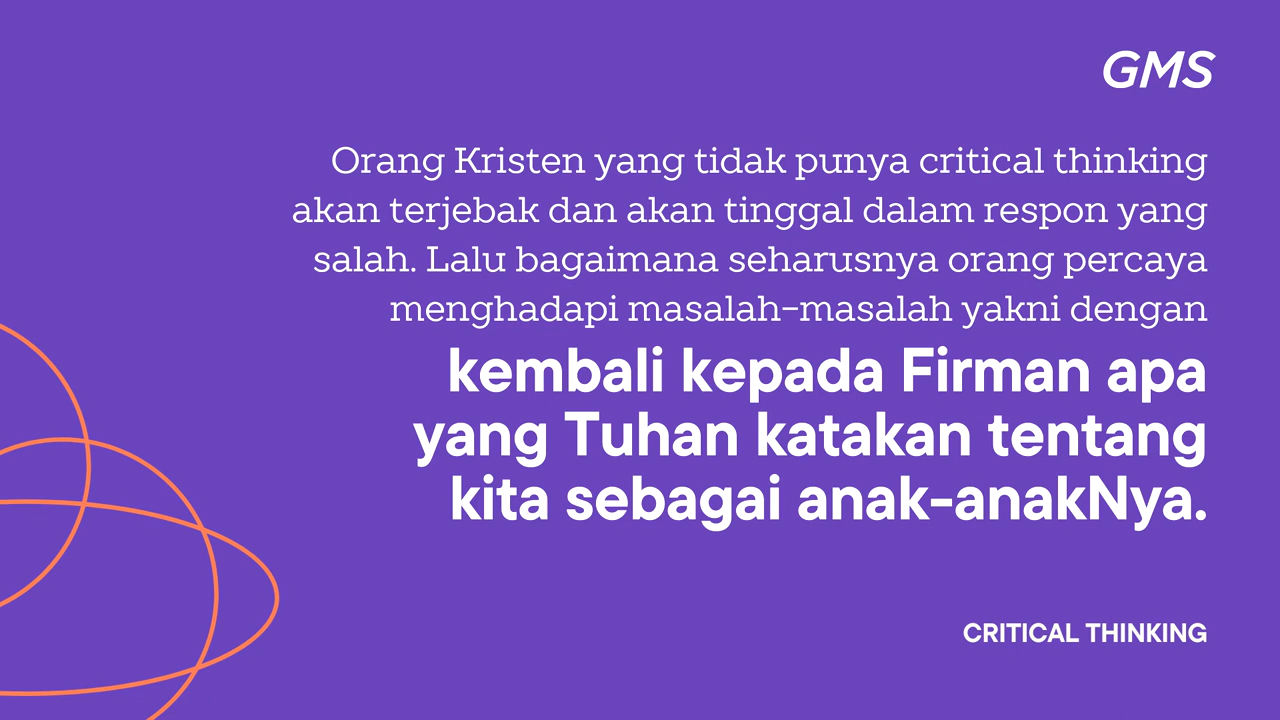 GMS
Orang Kristen yang tidak punya critical thinking
akan terjebak dan akan tinggal dalam respon yang
salah. Lalu bagaimana seharusnya orang percaya
menghadapi masalah-masalah yakni dengan
kembali kepada Firman apa
yang Tuhan katakan tentang
kita sebagai anak-anakNya.
CRITICAL THINKING